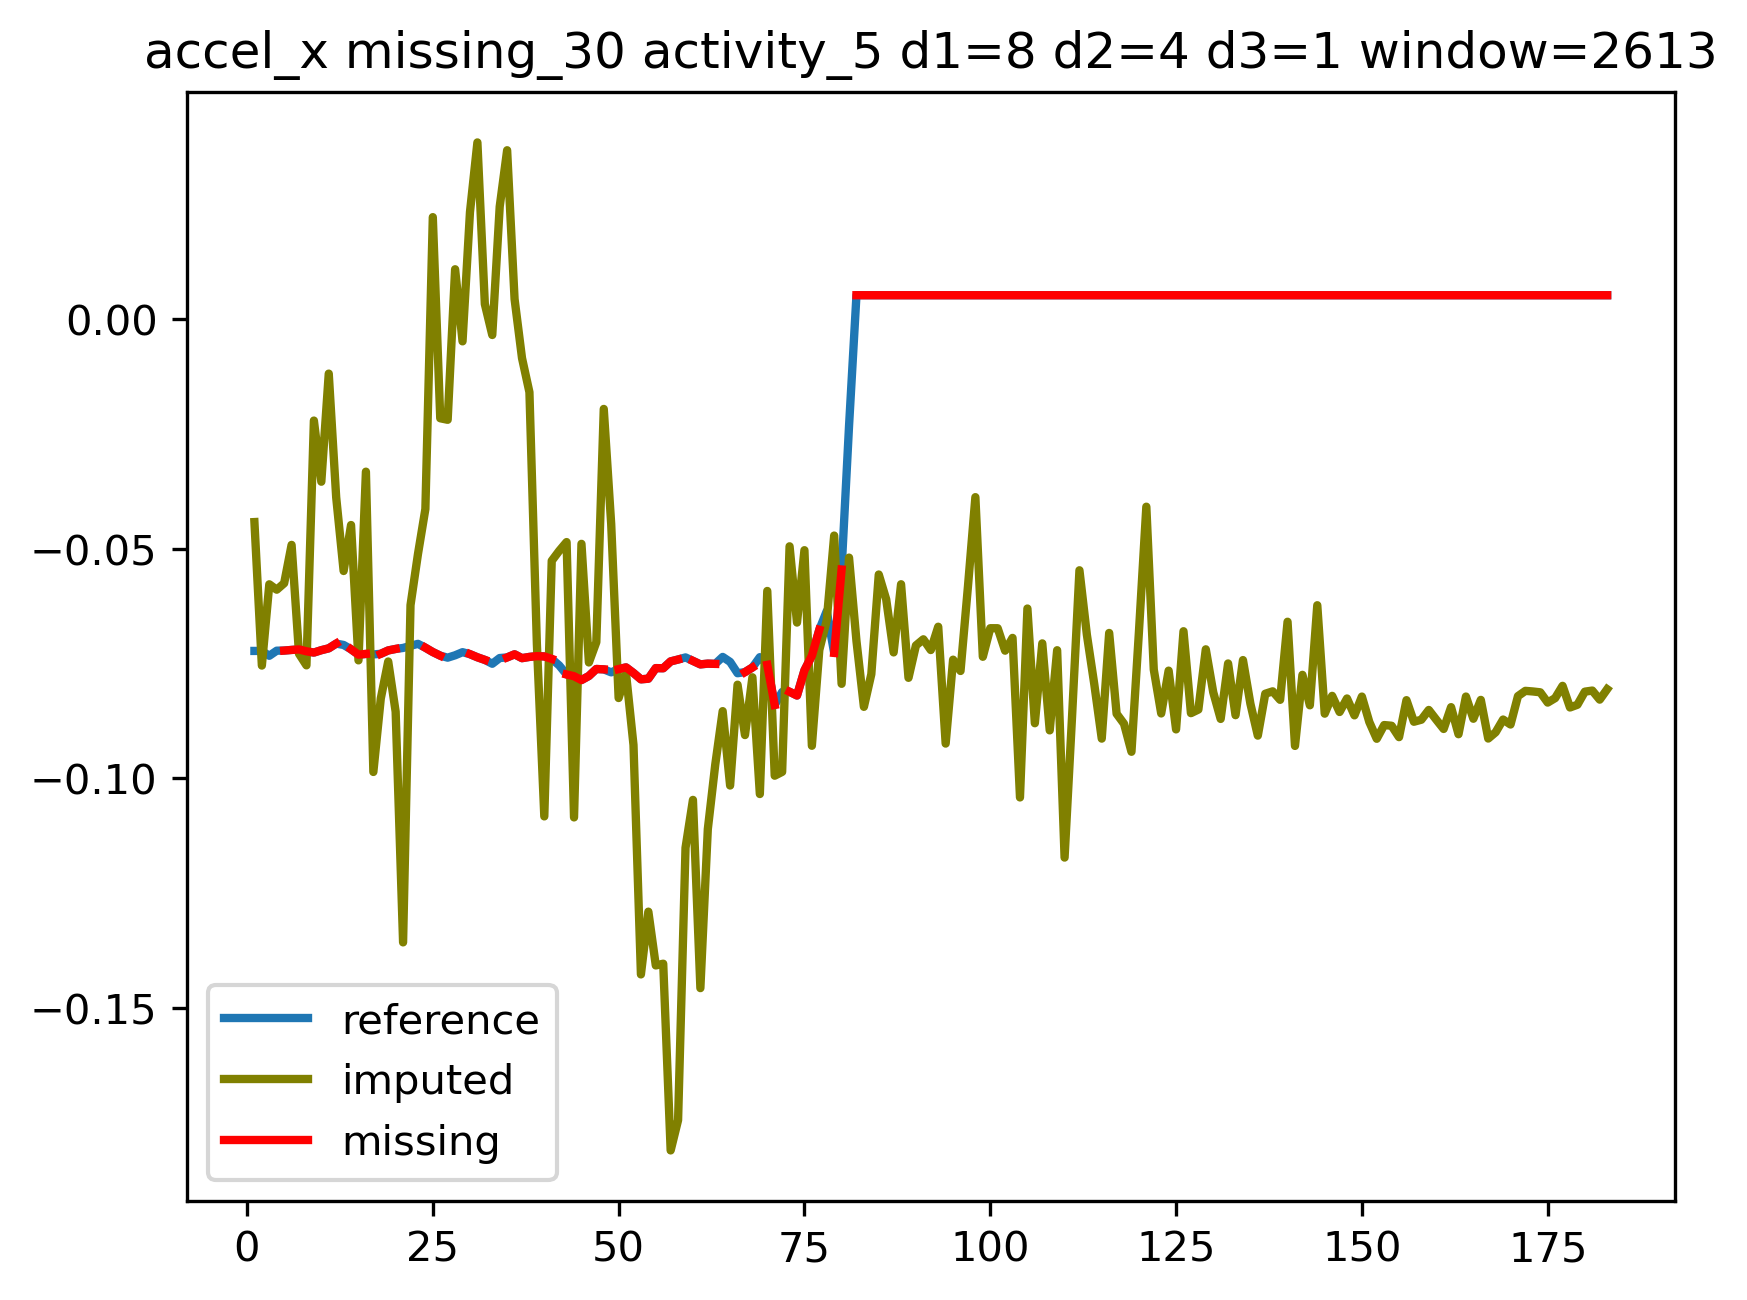 accel_x missing_30 activity_5 d1=8 d2=4 d3=1 window=2613
0.00
−0.05
−0.10
−0.15
reference
imputed
missing
0 25 50 75 100 125 150 175